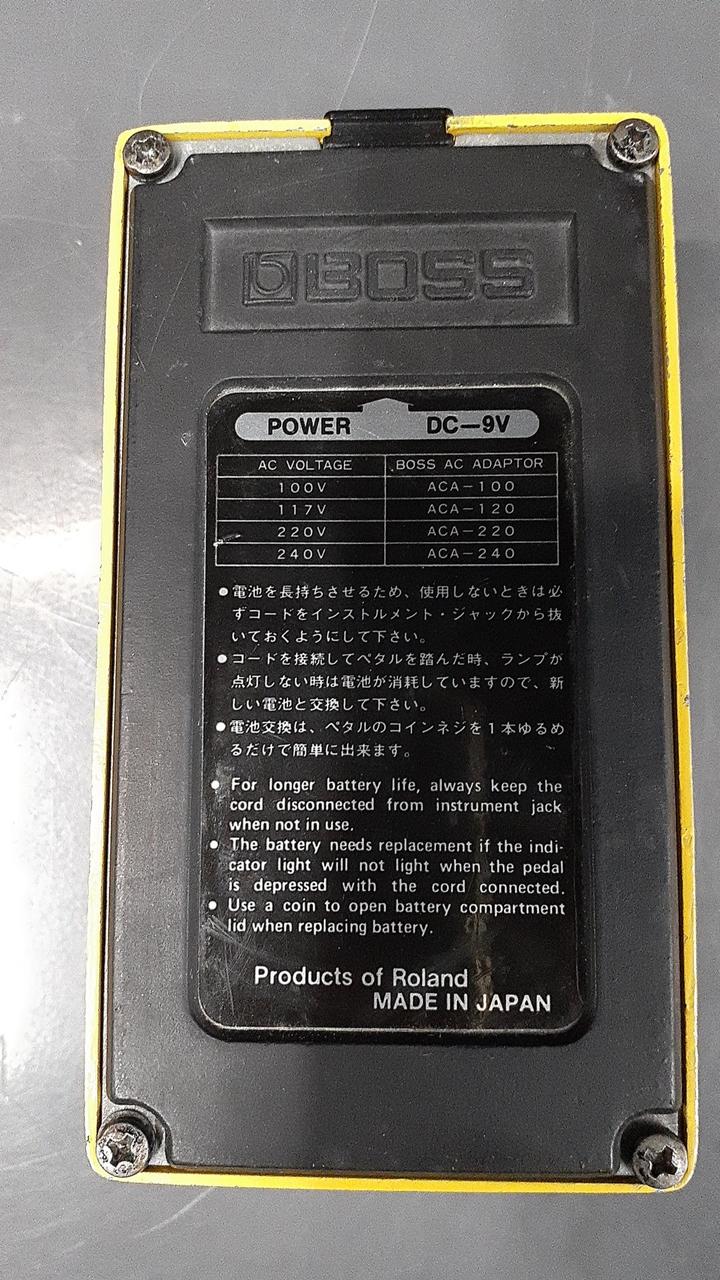 BOSS
POWER DC-9V
AC VOLTAGE BOSS AC ADAPTOR
100V ACA-100
117V ACA-120
220V ACA-220
240V ACA-240
●電池を長持ちさせるため、使用しないときは必
ずコードをインストルメント・ジャックから抜
いておくようにして下さい。
●コードを接続してペタルを踏んだ時、ランプが
点灯しない時は電池が消耗していますので、新
しい電池と交換して下さい。
●電池交換は、ペタルのコインネジを1本ゆるめ
るだけで簡単に出来ます。
● For longer battery life, always keep the
cord disconnected from instrument jack
when not in use.
● The battery needs replacement if the indi-
cator light will not light when the pedal
is depressed with the cord connected.
● Use a coin to open battery compartment
lid when replacing battery.
Products of Roland
MADE IN JAPAN